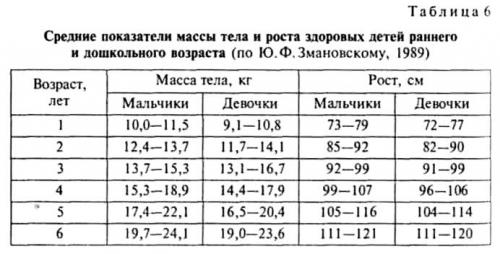 Таблица 6
Средние показатели массы тела и роста здоровых детей раннего
и дошкольного возраста (по Ю.Ф.Змановскому, 1989)
Возраст, лет Масса тела, кг Рост, см
Мальчики Девочки Мальчики Девочки
1 10,0—11,5 9,1—10,8 73—79 72—77
2 12,4—13,7 11,7—14,1 85—92 82—90
3 13,7—15,3 13,1—16,7 92—99 91—99
4 15,3—18,9 14,4—17,9 99—107 96—106
5 17,4—22,1 16,5—20,4 105—116 104—114
6 19,7—24,1 19,0—23,6 111—121 111—120